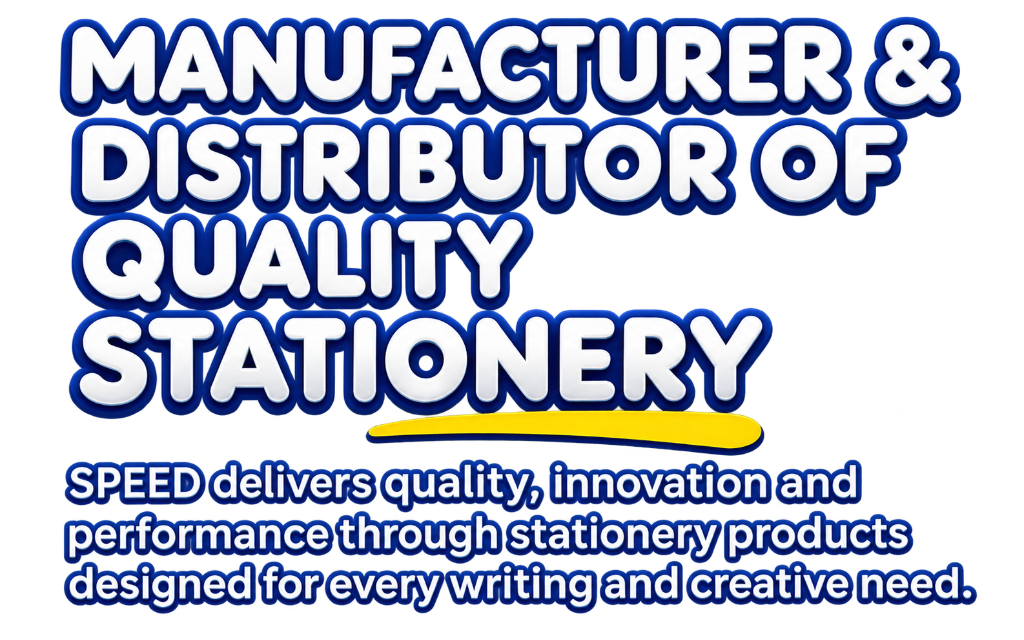 MANUFACTURER &
DISTRIBUTOR OF
QUALITY
STATIONERY
SPEED delivers quality, innovation and
performance through stationery products
designed for every writing and creative need.